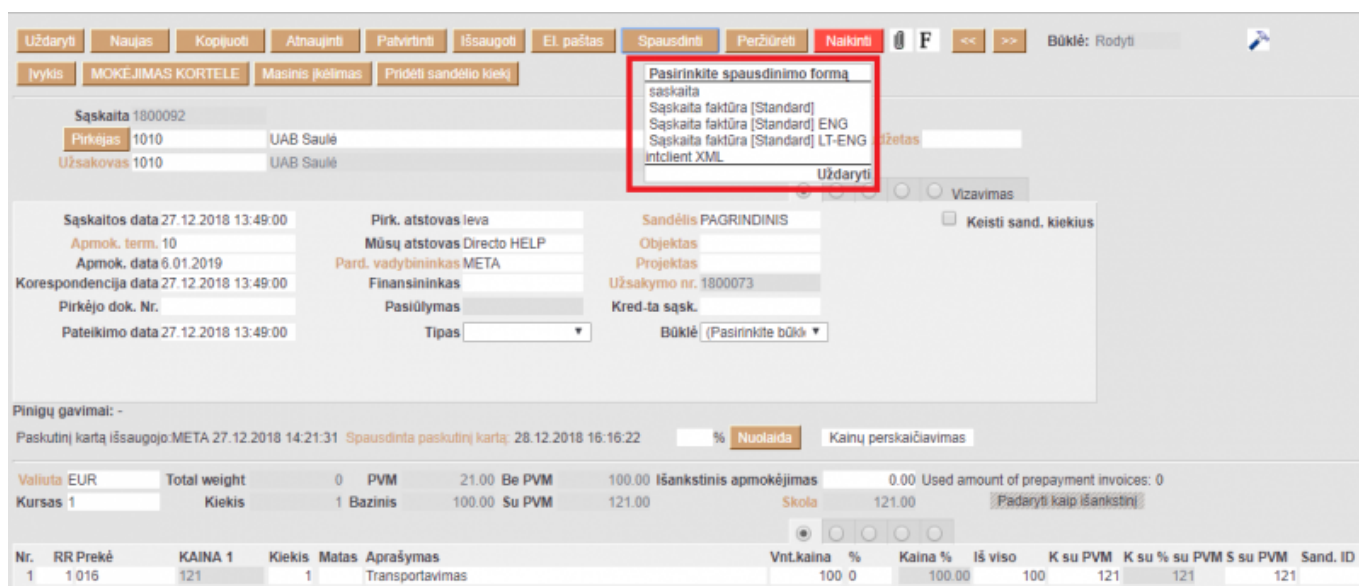 Uždaryti Naujas Kopijuoti Atnaujinti Patvirtinti Išsaugoti El. paštas Spausdinti Peržiūrėti Naikinti F << >> Būklė: Rodyti
Įvykis MOKĖJIMAS KORTELE Masinis įkėlimas Pridėti sandėlio kiekį
Pasirinkite spausdinimo formą
saskaita
Sąskaita faktūra [Standard]
Sąskaita faktūra [Standard] ENG
Sąskaita faktūra [Standard] LT-ENG
intclient XML
Uždaryti
Sąskaita 1800092
Pirkėjas 1010 UAB Saulė džetas
Užsakovas 1010 UAB Saulė
Vizavimas
Sąskaitos data 27.12.2018 13:49:00 Pirk. atstovas Ieva Sandėlis PAGRINDINIS Keisti sand. kiekius
Apmok. term. 10 Mūsų atstovas Directo HELP Objektas
Apmok. data 6.01.2019 Pard. vadybininkas META Projektas
Korespondencija data 27.12.2018 13:49:00 Finansininkas Užsakymo nr. 1800073
Pirkėjo dok. Nr. Pasiūlymas Kred-ta sąsk.
Pateikimo data 27.12.2018 13:49:00 Tipas Būklė (Pasirinkite būkl
Pinigų gavimai: -
Paskutinį kartą išsaugojo:META 27.12.2018 14:21:31 Spausdinta paskutinį kartą: 28.12.2018 16:16:22 % Nuolaida Kainų perskaičiavimas
Valiuta EUR Total weight 0 PVM 21.00 Be PVM 100.00 Išankstinis apmokėjimas 0.00 Used amount of prepayment invoices: 0
Kursas 1 Kiekis 1 Bazinis 100.00 Su PVM 121.00 Skola 121.00 Padaryti kaip išankstinį
Nr. RR Prekė KAINA 1 Kiekis Matas Aprašymas Vnt.kaina % Kaina % Iš viso K su PVM K su % su PVM S su PVM Sand. ID
1 1 016 121 1 Transportavimas 100 0 100.00 100 121 121 121